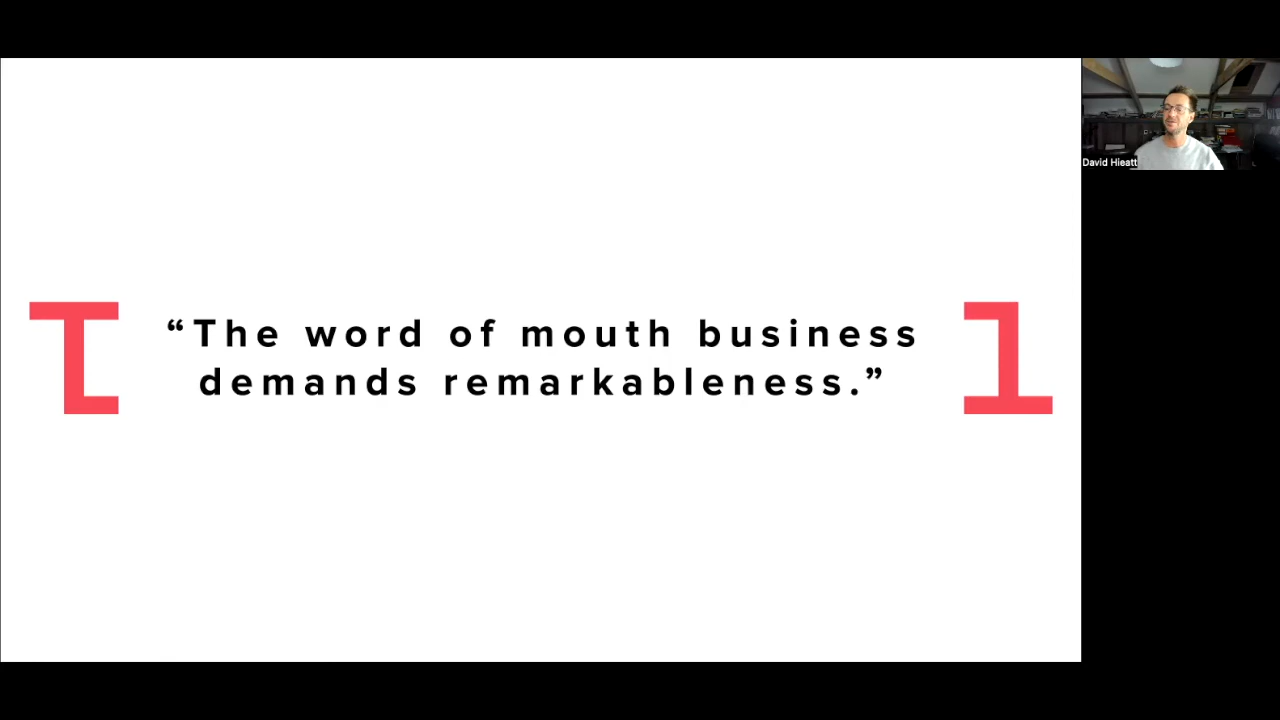 “The word of mouth business
demands remarkableness.”
David Hieatt